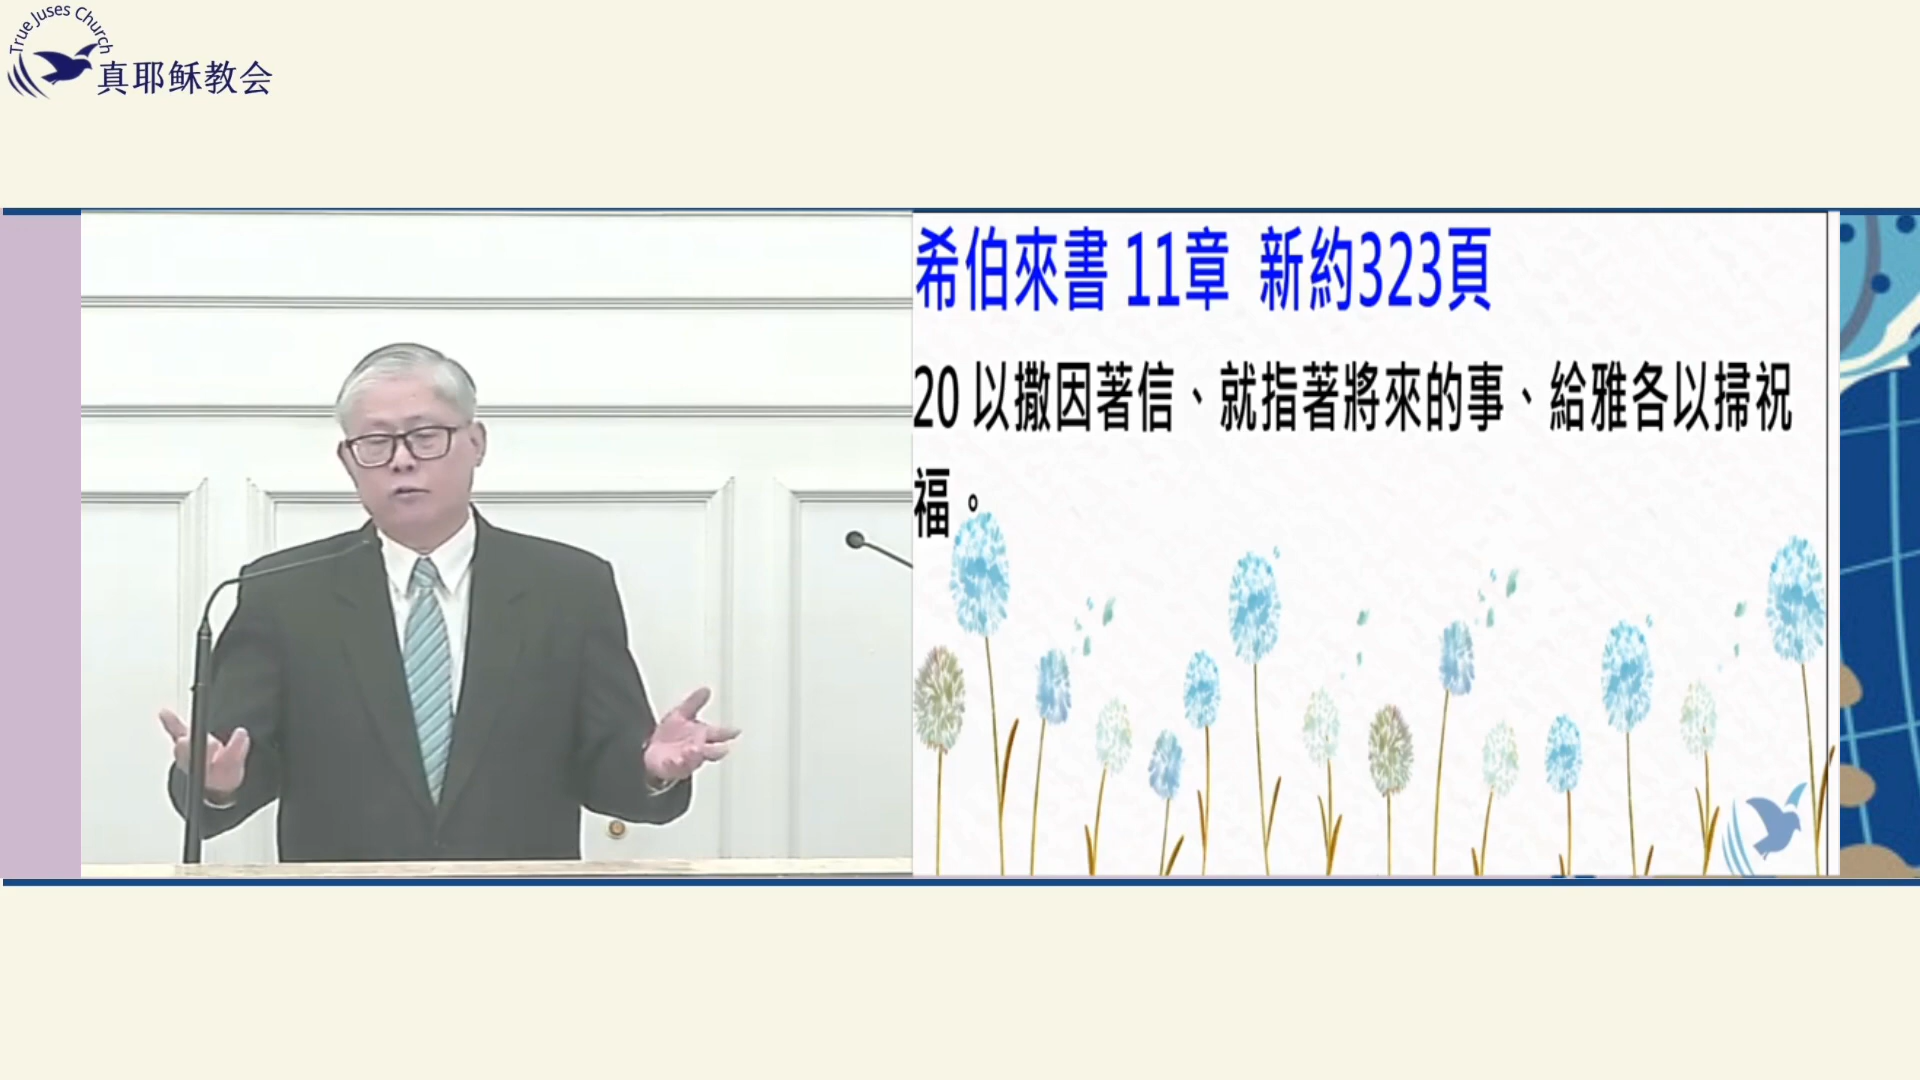 True Juses Church
真耶稣教会
希伯來書 11章 新約323頁
20 以撒因著信、就指著將來的事、給雅各以掃祝
福。